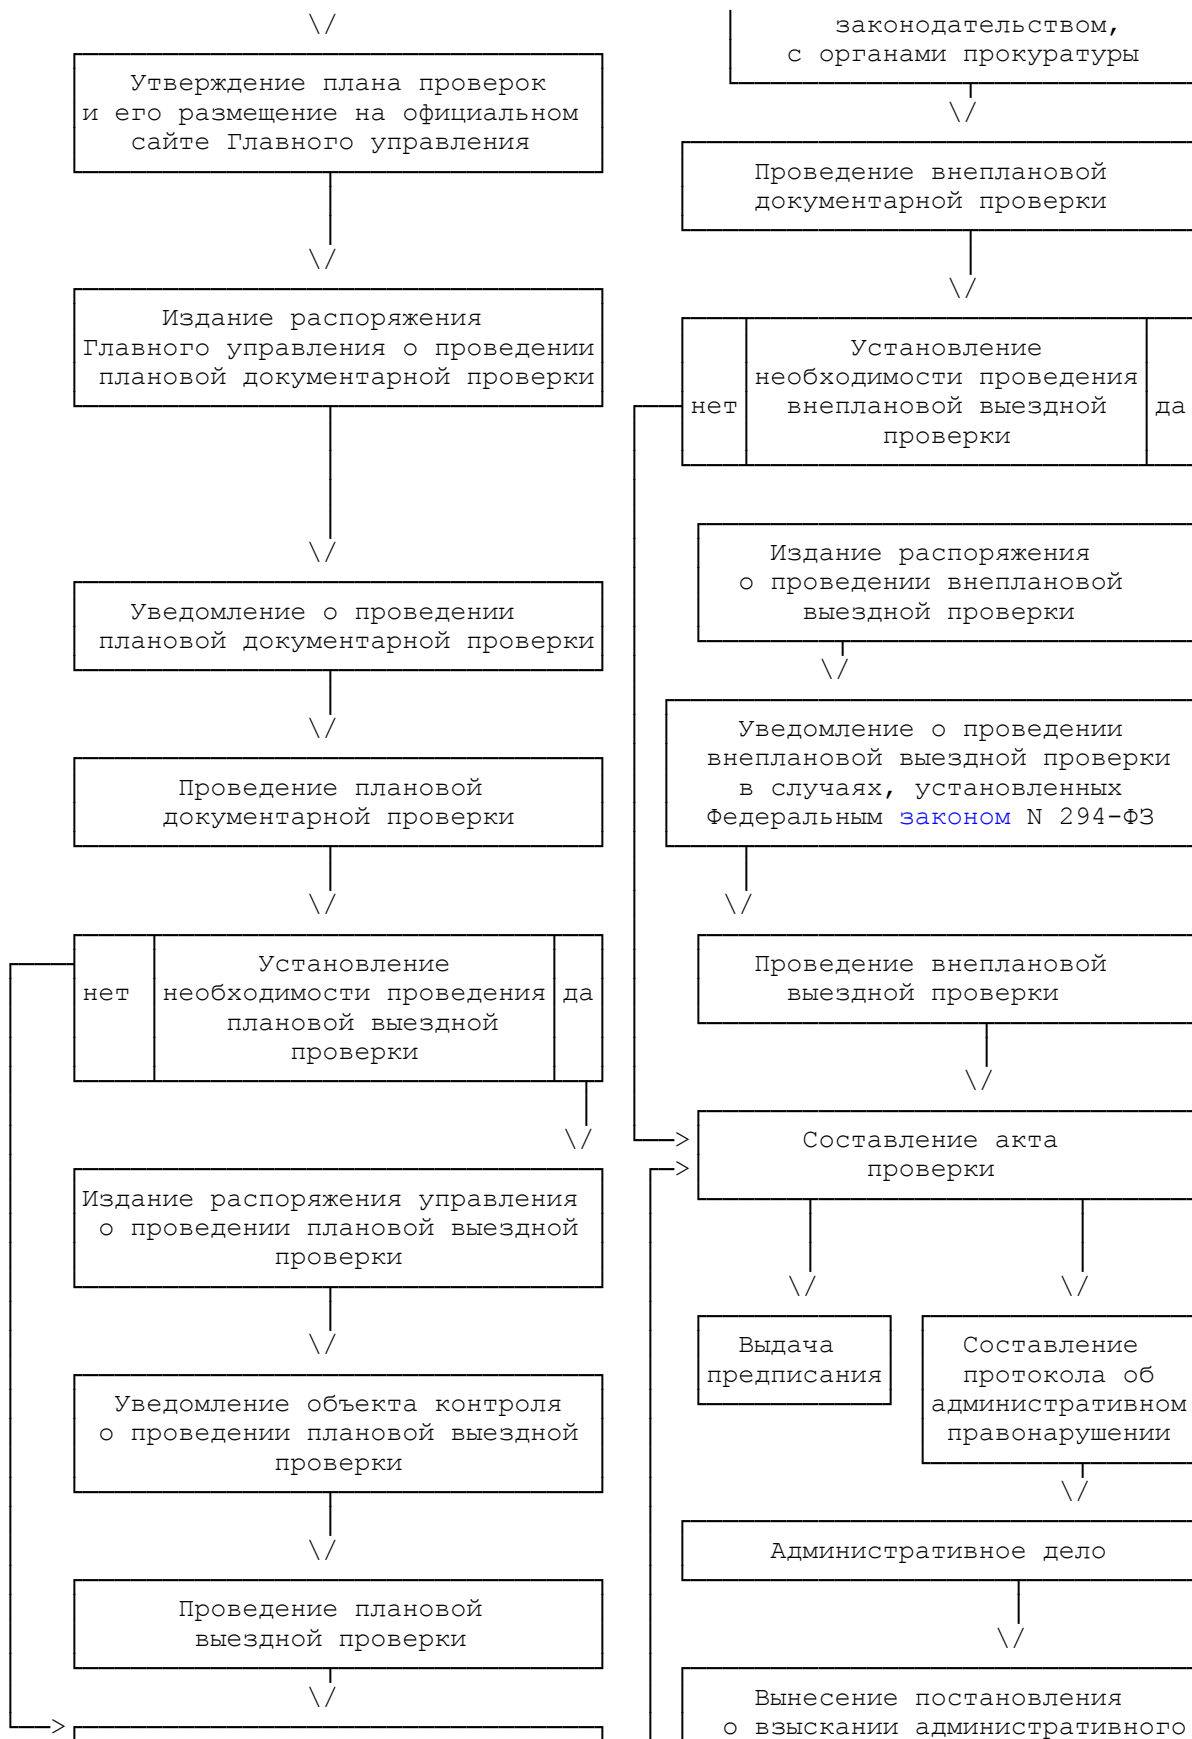 Утверждение плана проверок
и его размещение на официальном
сайте Главного управления
Издание распоряжения
Главного управления о проведении
плановой документарной проверки
Уведомление о проведении
плановой документарной проверки
Проведение плановой
документарной проверки
нет
Установление
необходимости проведения
плановой выездной
проверки
да
Издание распоряжения управления
о проведении плановой выездной
проверки
Уведомление объекта контроля
о проведении плановой выездной
проверки
Проведение плановой
выездной проверки
законодательством,
с органами прокуратуры
Проведение внеплановой
документарной проверки
нет
Установление
необходимости проведения
внеплановой выездной
проверки
да
Издание распоряжения
о проведении внеплановой
выездной проверки
Уведомление о проведении
внеплановой выездной проверки
в случаях, установленных
Федеральным законом N 294-ФЗ
Проведение внеплановой
выездной проверки
Составление акта
проверки
Выдача
предписания
Составление
протокола об
административном
правонарушении
Административное дело
Вынесение постановления
о взыскании административного